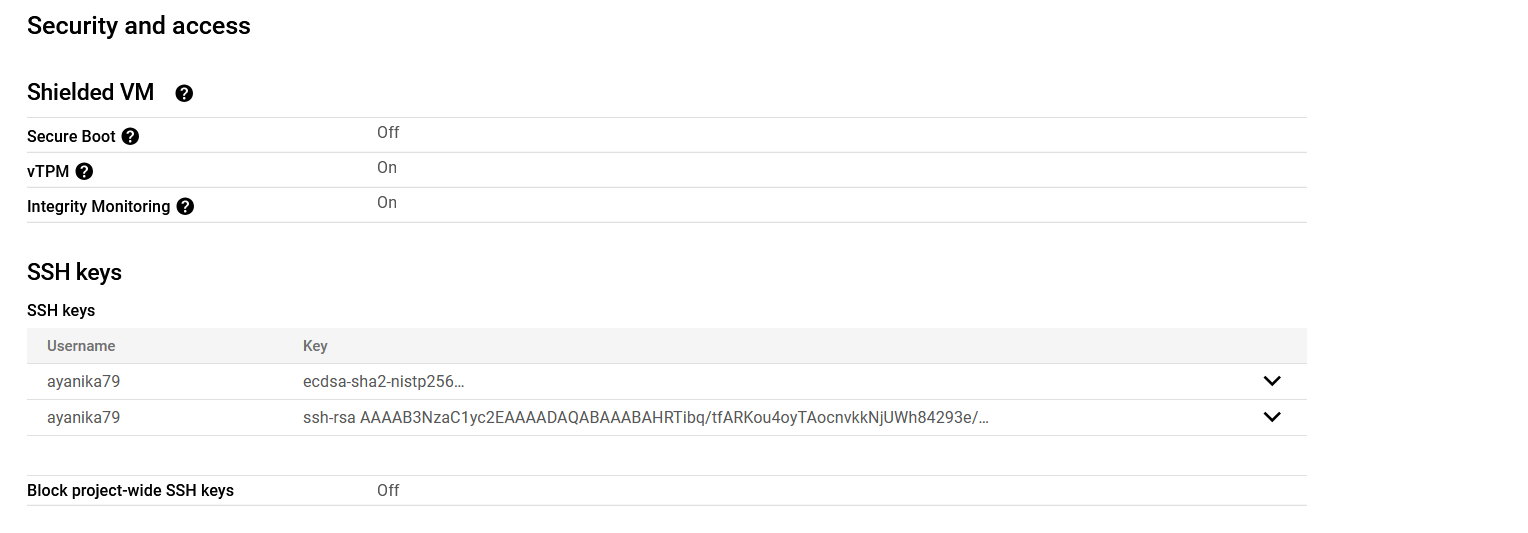 Security and access
Shielded VM
Secure Boot Off
vTPM On
Integrity Monitoring On
SSH keys
SSH keys
Username Key
ayanika79 ecdsa-sha2-nistp256…
ayanika79 ssh-rsa AAAAB3NzaC1yc2EAAAADAQABAAABAHRTibq/tfARKou4oyTAocnvkkNjUWh84293e/…
Block project-wide SSH keys Off